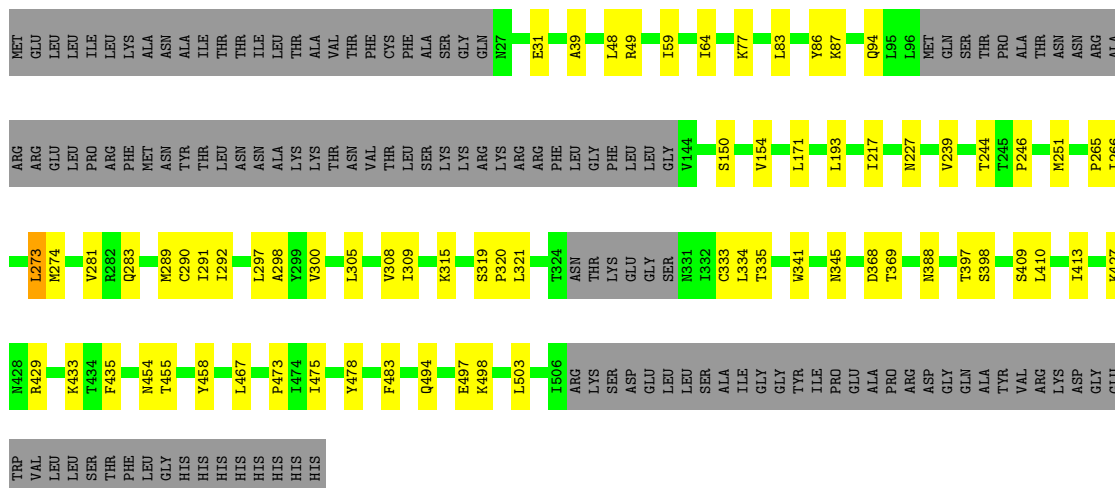 MET GLU LEU LEU ILE LEU LYS ALA ASN ALA ILE THR THR ILE LEU THR ALA VAL THR PHE CYS PHE ALA SER GLY GLN N27 E31 A39 L48 R49 I59 I64 K77 L83 Y86 K87 Q94 L95 L96 MET GLN SER THR PRO ALA THR ASN ASN ARG ALA
ARG ARG GLU LEU PRO ARG PHE MET ASN TYR THR LEU ASN ASN ALA LYS LYS THR ASN VAL THR LEU SER LYS LYS ARG LYS ARG ARG PHE LEU GLY PHE LEU LEU GLY V144 S150 V154 L171 L193 I217 N227 V239 T244 T245 P246 M251 P265 I266
L273 M274 V281 R282 Q283 M289 C290 I291 I292 L297 A298 Y299 V300 L305 V308 I309 K315 S319 P320 L321 T324 ASN THR LYS GLU GLY SER N331 I332 C333 L334 T335 W341 N345 D368 T369 N388 T397 S398 S409 L410 I413 K427
N428 R429 K433 T434 F435 N454 T455 Y458 L467 P473 I474 I475 Y478 F483 Q494 E497 K498 L503 I506 ARG LYS SER ASP GLU LEU LEU SER ALA ILE GLY GLY TYR ILE PRO GLU ALA PRO ARG ASP GLY GLN ALA TYR VAL ARG LYS ASP GLY GLU
TRP VAL LEU LEU SER THR PHE LEU GLY HIS HIS HIS HIS HIS HIS